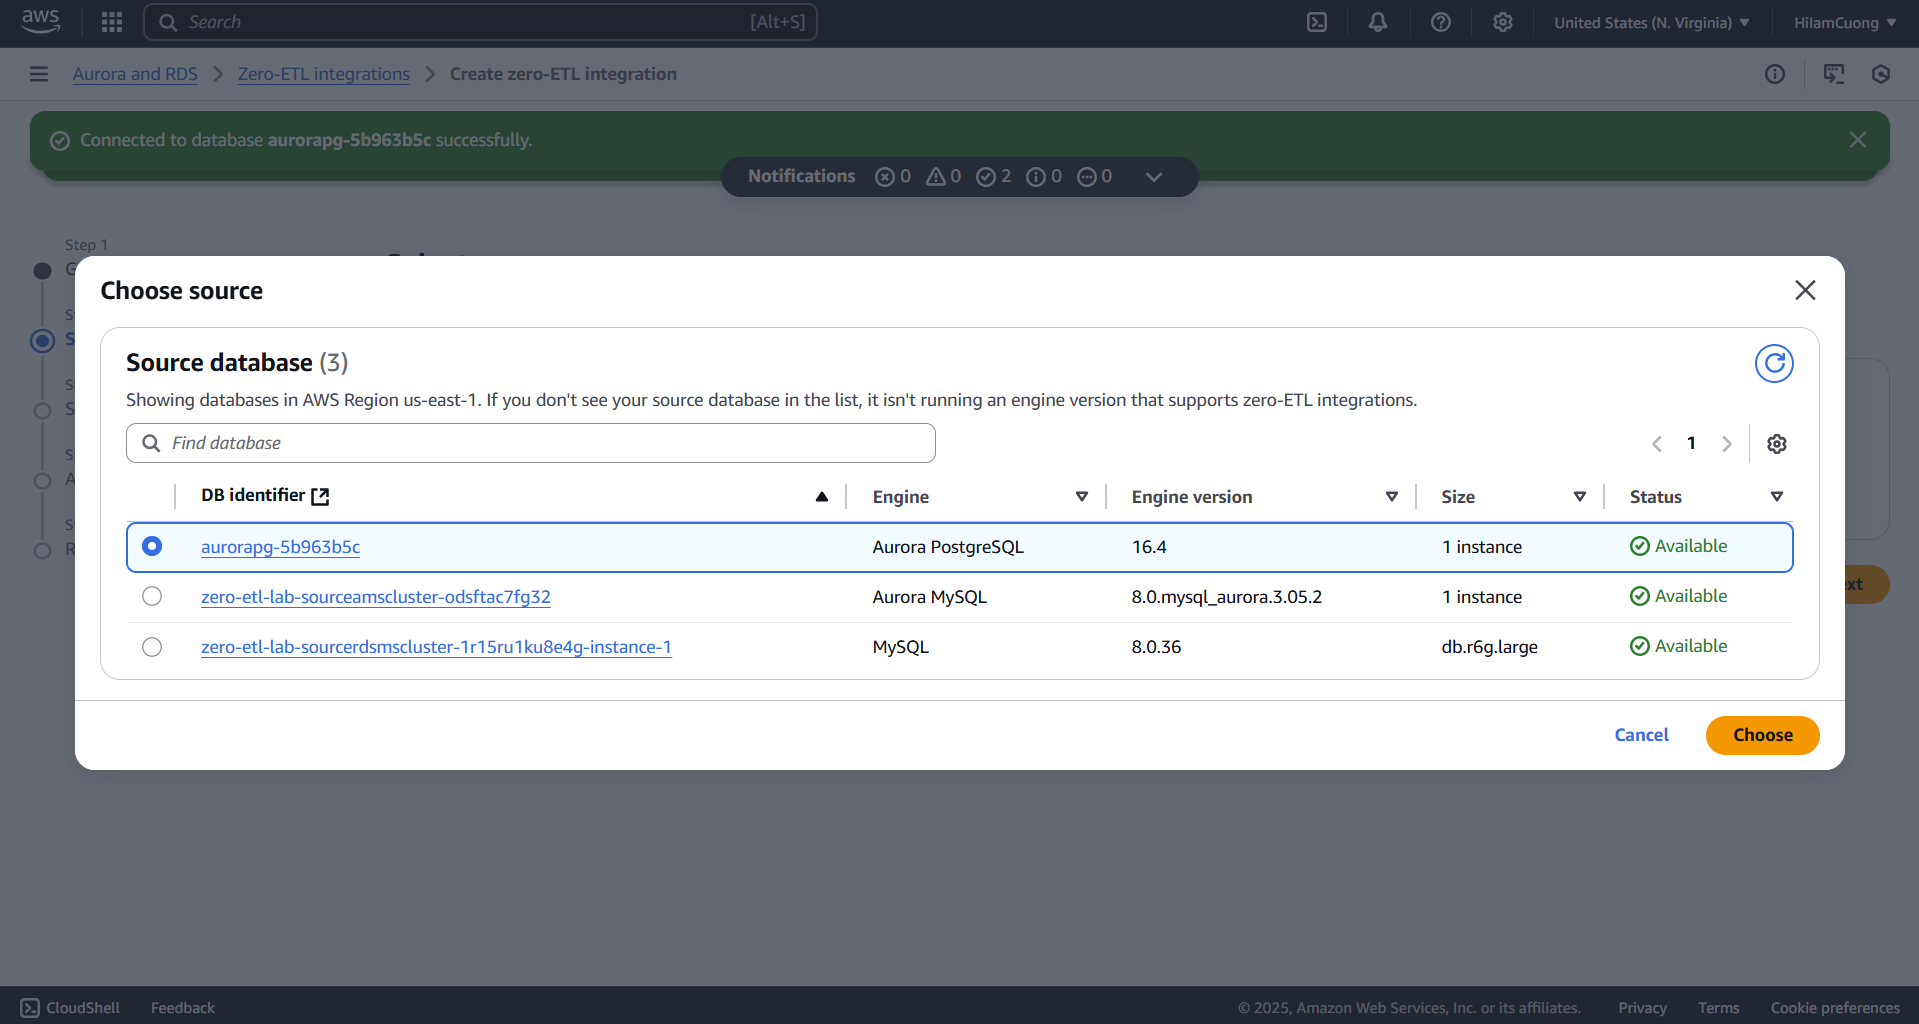 aws
Search [Alt+S]
United States (N. Virginia)
HilamCuong
Aurora and RDS
Zero-ETL integrations
Create zero-ETL integration
Connected to database aurorapg-5b963b5c successfully.
Notifications 0 0 2 0 0
Step 1
Choose source
Source database (3)
Showing databases in AWS Region us-east-1. If you don't see your source database in the list, it isn't running an engine version that supports zero-ETL integrations.
Find database
1
DB identifier Engine Engine version Size Status
aurorapg-5b963b5c Aurora PostgreSQL 16.4 1 instance Available
zero-etl-lab-sourceamscluster-odsftac7fg32 Aurora MySQL 8.0.mysql_aurora.3.05.2 1 instance Available
zero-etl-lab-sourcerdsmscluster-1r15ru1ku8e4g-instance-1 MySQL 8.0.36 db.r6g.large Available
Cancel
Choose
CloudShell
Feedback
© 2025, Amazon Web Services, Inc. or its affiliates.
Privacy
Terms
Cookie preferences